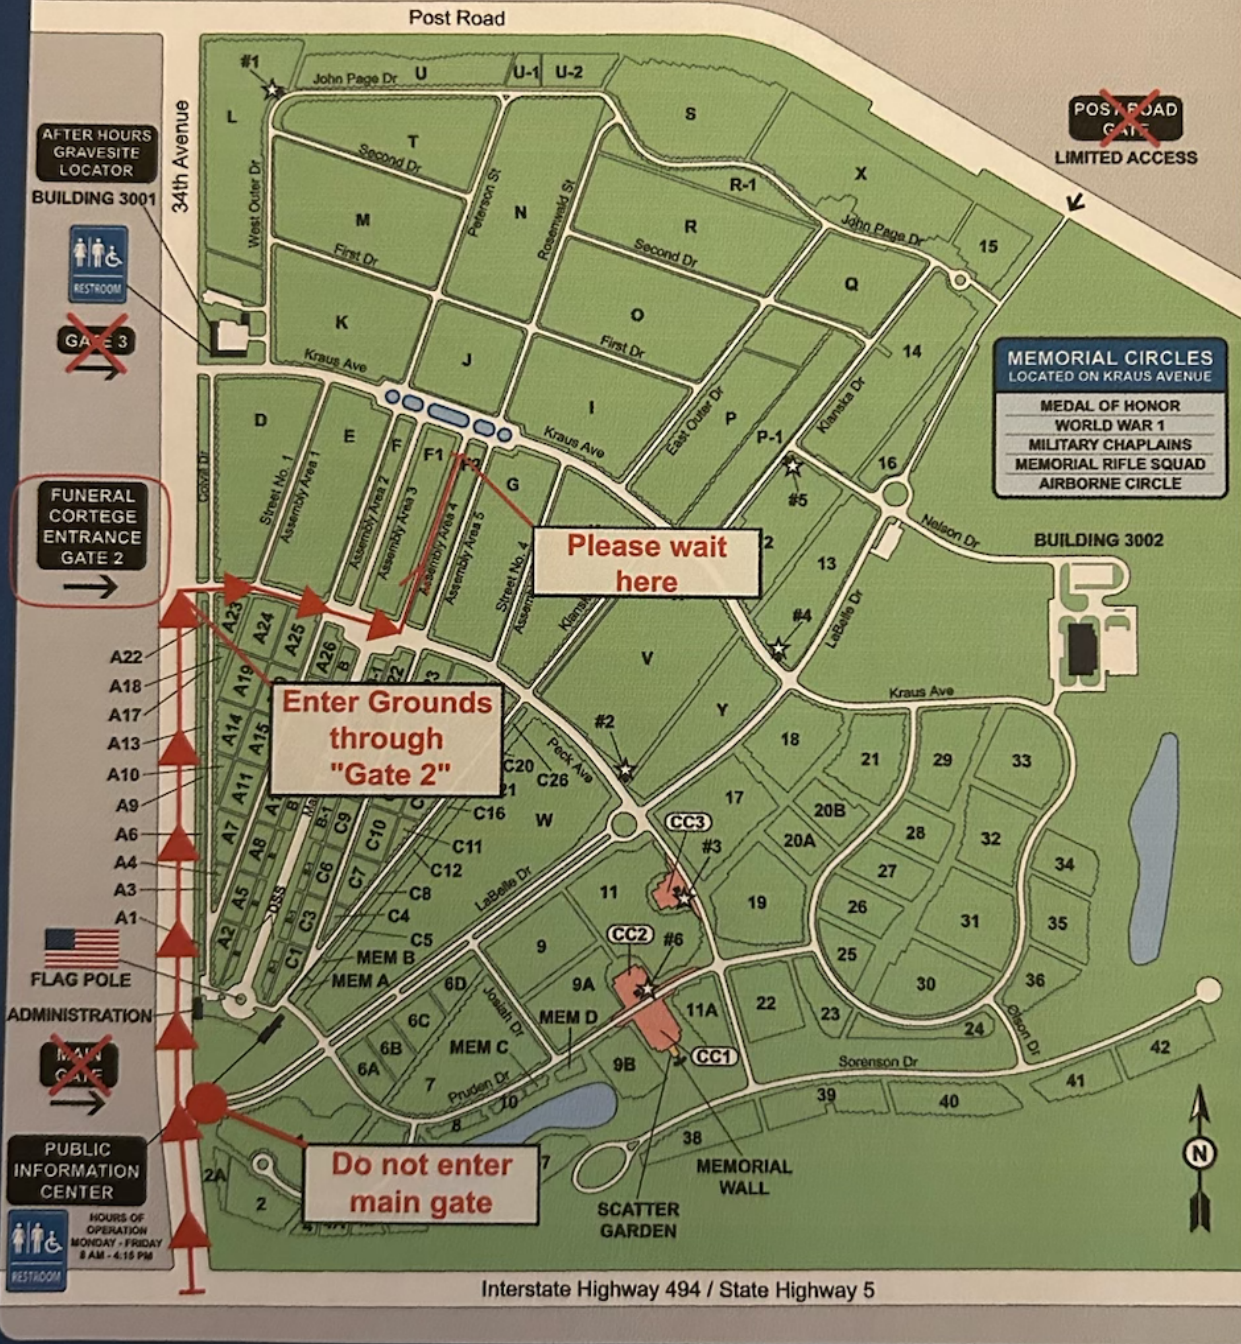 Post Road
#1
John Page Dr
U
U-1
U-2
L
S
POST ROAD
GATE
LIMITED ACCESS
34th Avenue
AFTER HOURS
GRAVESITE
LOCATOR
BUILDING 3001
T
Second Dr
X
R-1
West Outer Dr
Peterson St
Rosenwald St
M
N
R
John Page Dr
15
First Dr
Second Dr
RESTROOM
Q
K
O
14
GATE 3
J
First Dr
MEMORIAL CIRCLES
LOCATED ON KRAUS AVENUE
MEDAL OF HONOR
WORLD WAR 1
MILITARY CHAPLAINS
MEMORIAL RIFLE SQUAD
AIRBORNE CIRCLE
Kraus Ave
Klanska Dr
D
E
F
F1
I
Kraus Ave
East Outer Dr
P
P-1
16
#5
G
FUNERAL
CORTEGE
ENTRANCE
GATE 2
Street No. 1
Assembly Area 1
Assembly Area 2
Assembly Area 3
Assembly Area 4
Assembly Area 5
Street No. 4
Nelson Dr
BUILDING 3002
Please wait
here
2
13
#4
LaBelle Dr
A23
A24
A25
A26
B
A22
A18
A17
A13
A10
A9
A6
A4
A3
A1
A19
A14
A15
A11
A7
A8
A5
A2
V
Kraus Ave
Enter Grounds
through
"Gate 2"
#2
Y
Peck Ave
C20
C26
C16
C11
C12
C8
C4
C5
MEM B
MEM A
18
21
29
33
17
20B
20A
28
32
34
27
W
CC3
#3
B-1
C9
C10
C6
C7
C3
C1
DSS
LaBelle Dr
11
19
26
31
35
FLAG POLE
ADMINISTRATION
CC2
#6
9
9A
25
30
36
6D
6C
6B
6A
Josiah Dr
MEM D
MEM C
11A
22
23
24
Olson Dr
42
MAIN
GATE
7
Pruden Dr
10
8
9B
CC1
Sorenson Dr
41
39
40
38
PUBLIC
INFORMATION
CENTER
HOURS OF
OPERATION
MONDAY - FRIDAY
8 AM - 4:15 PM
RESTROOM
2A
2
Do not enter
main gate
7
MEMORIAL
WALL
SCATTER
GARDEN
N
Interstate Highway 494 / State Highway 5